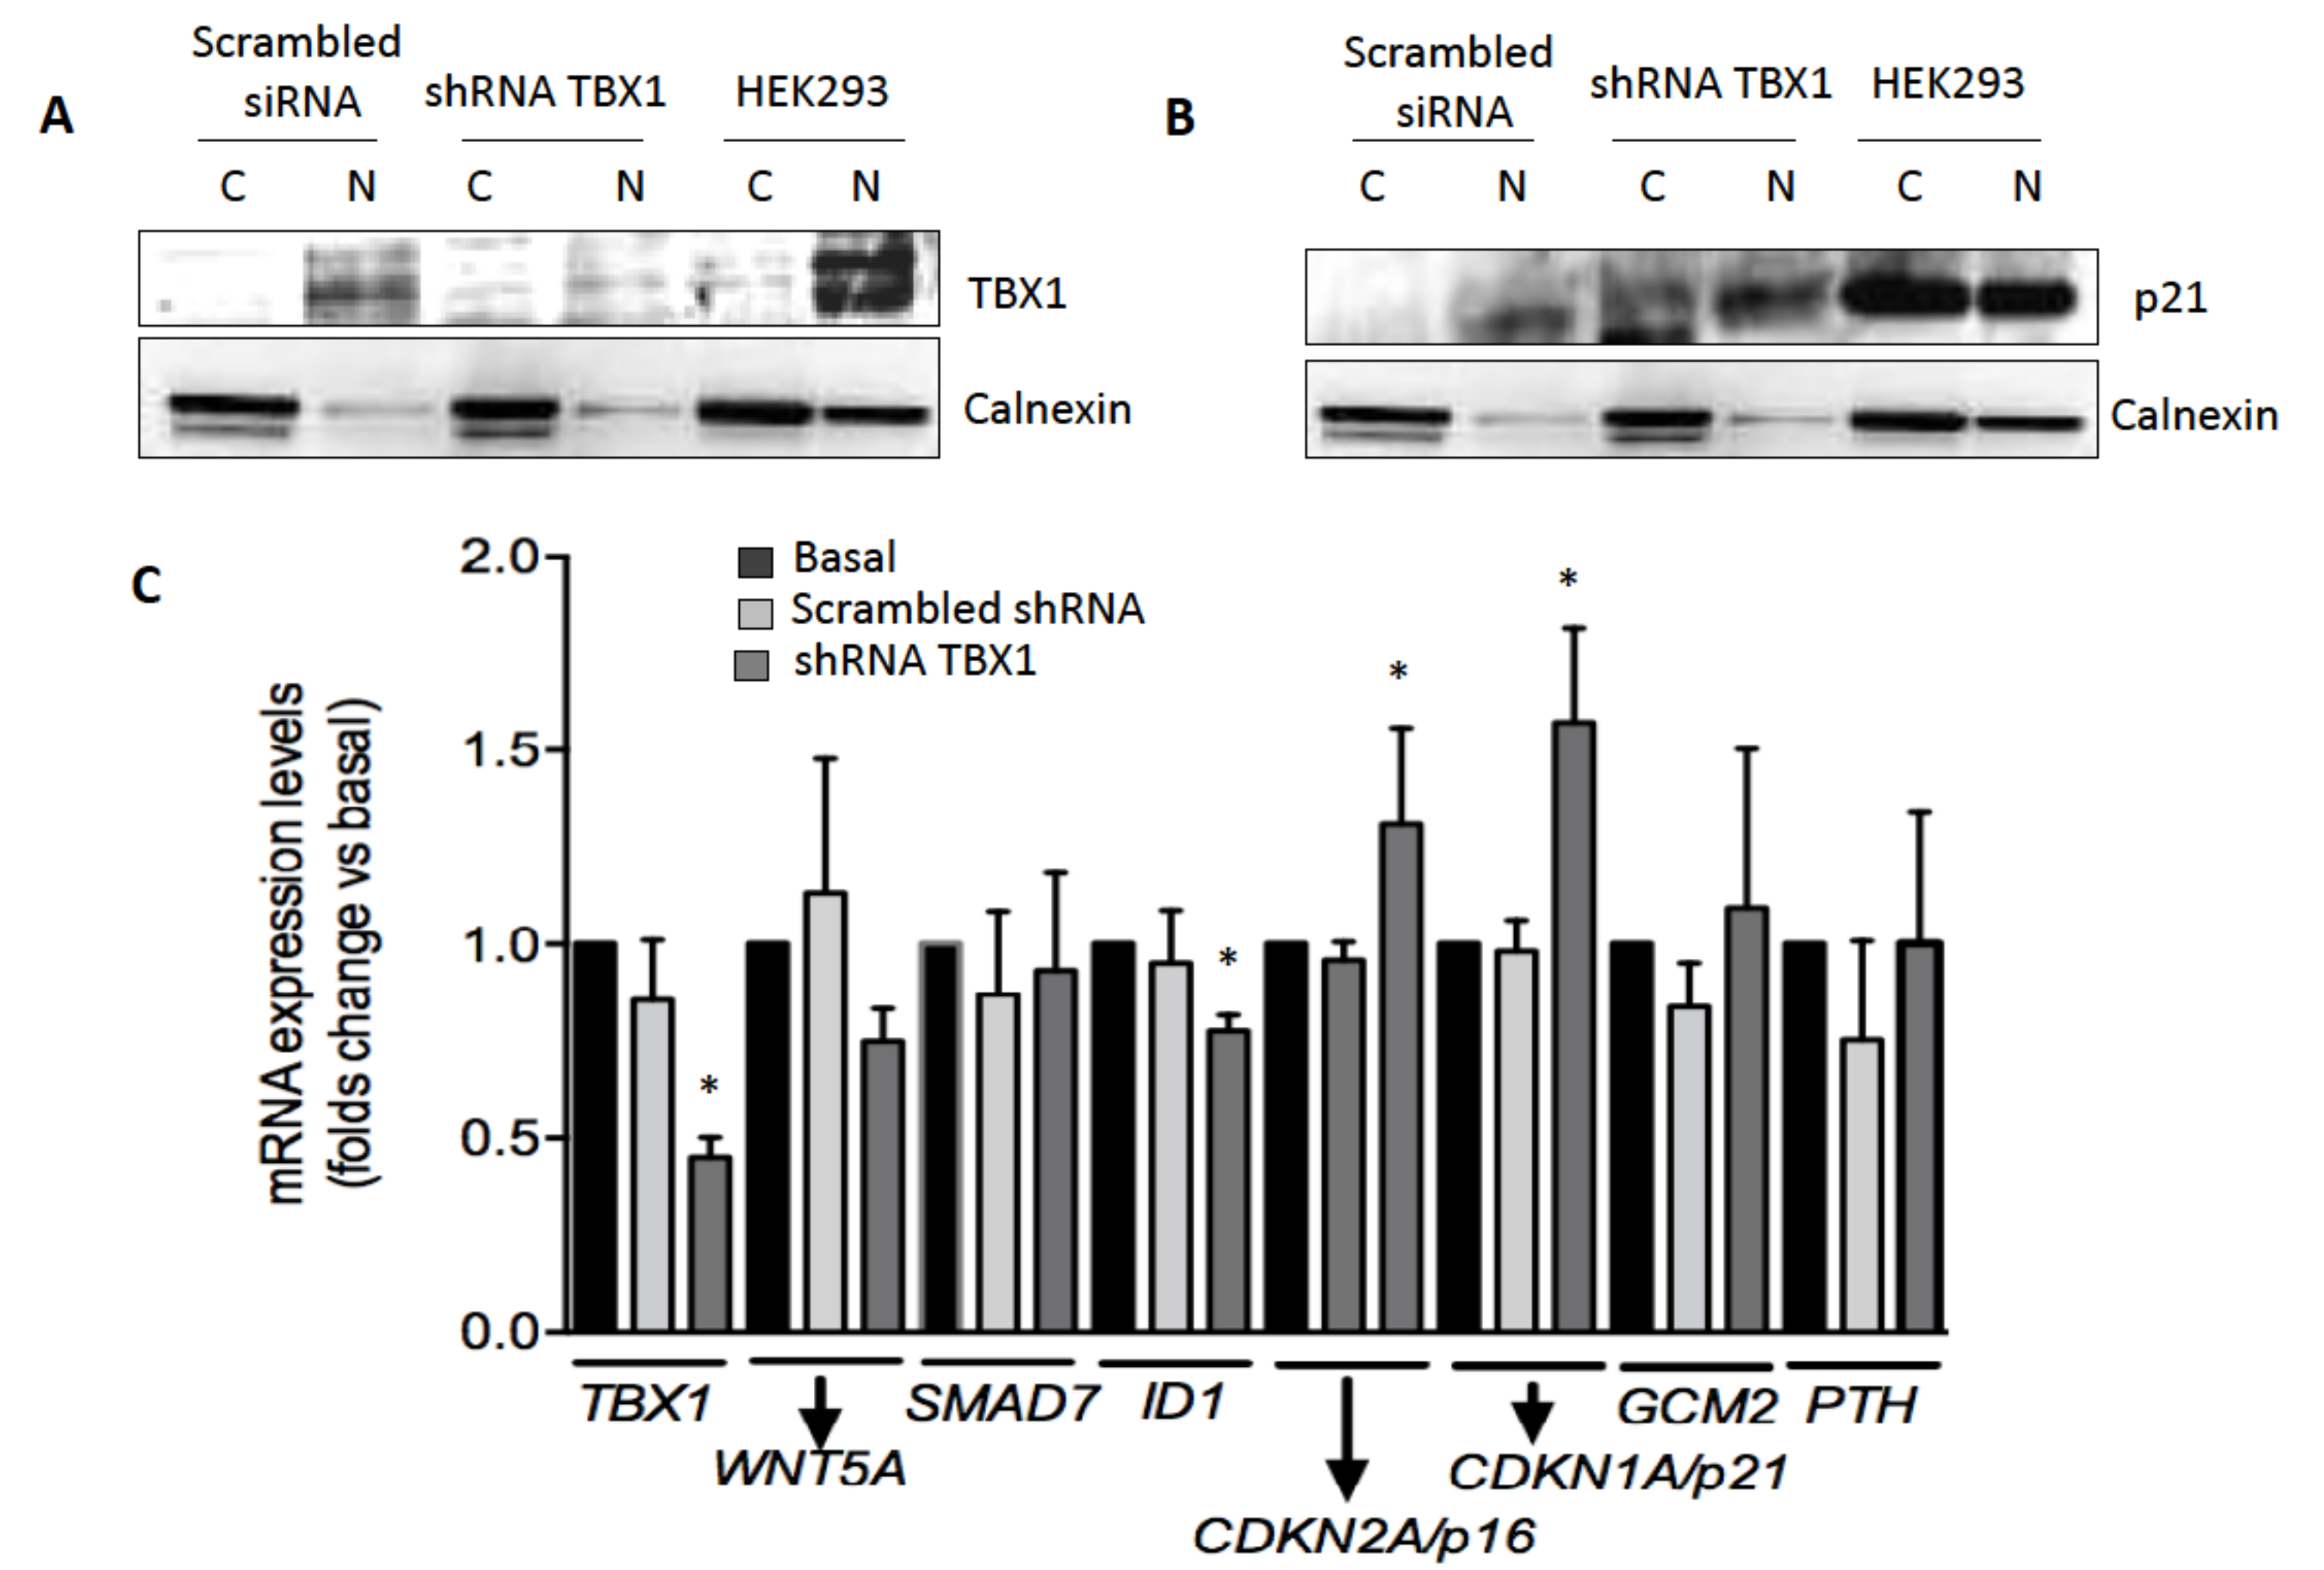 A
Scrambled
siRNA
shRNA TBX1
HEK293
C N C N C N
TBX1
Calnexin
B
Scrambled
siRNA
shRNA TBX1
HEK293
C N C N C N
p21
Calnexin
C
Basal
Scrambled shRNA
shRNA TBX1
mRNA expression levels
(folds change vs basal)
2.0
1.5
1.0
0.5
0.0
*
*
*
*
TBX1
WNT5A
SMAD7
ID1
CDKN2A/p16
CDKN1A/p21
GCM2
PTH